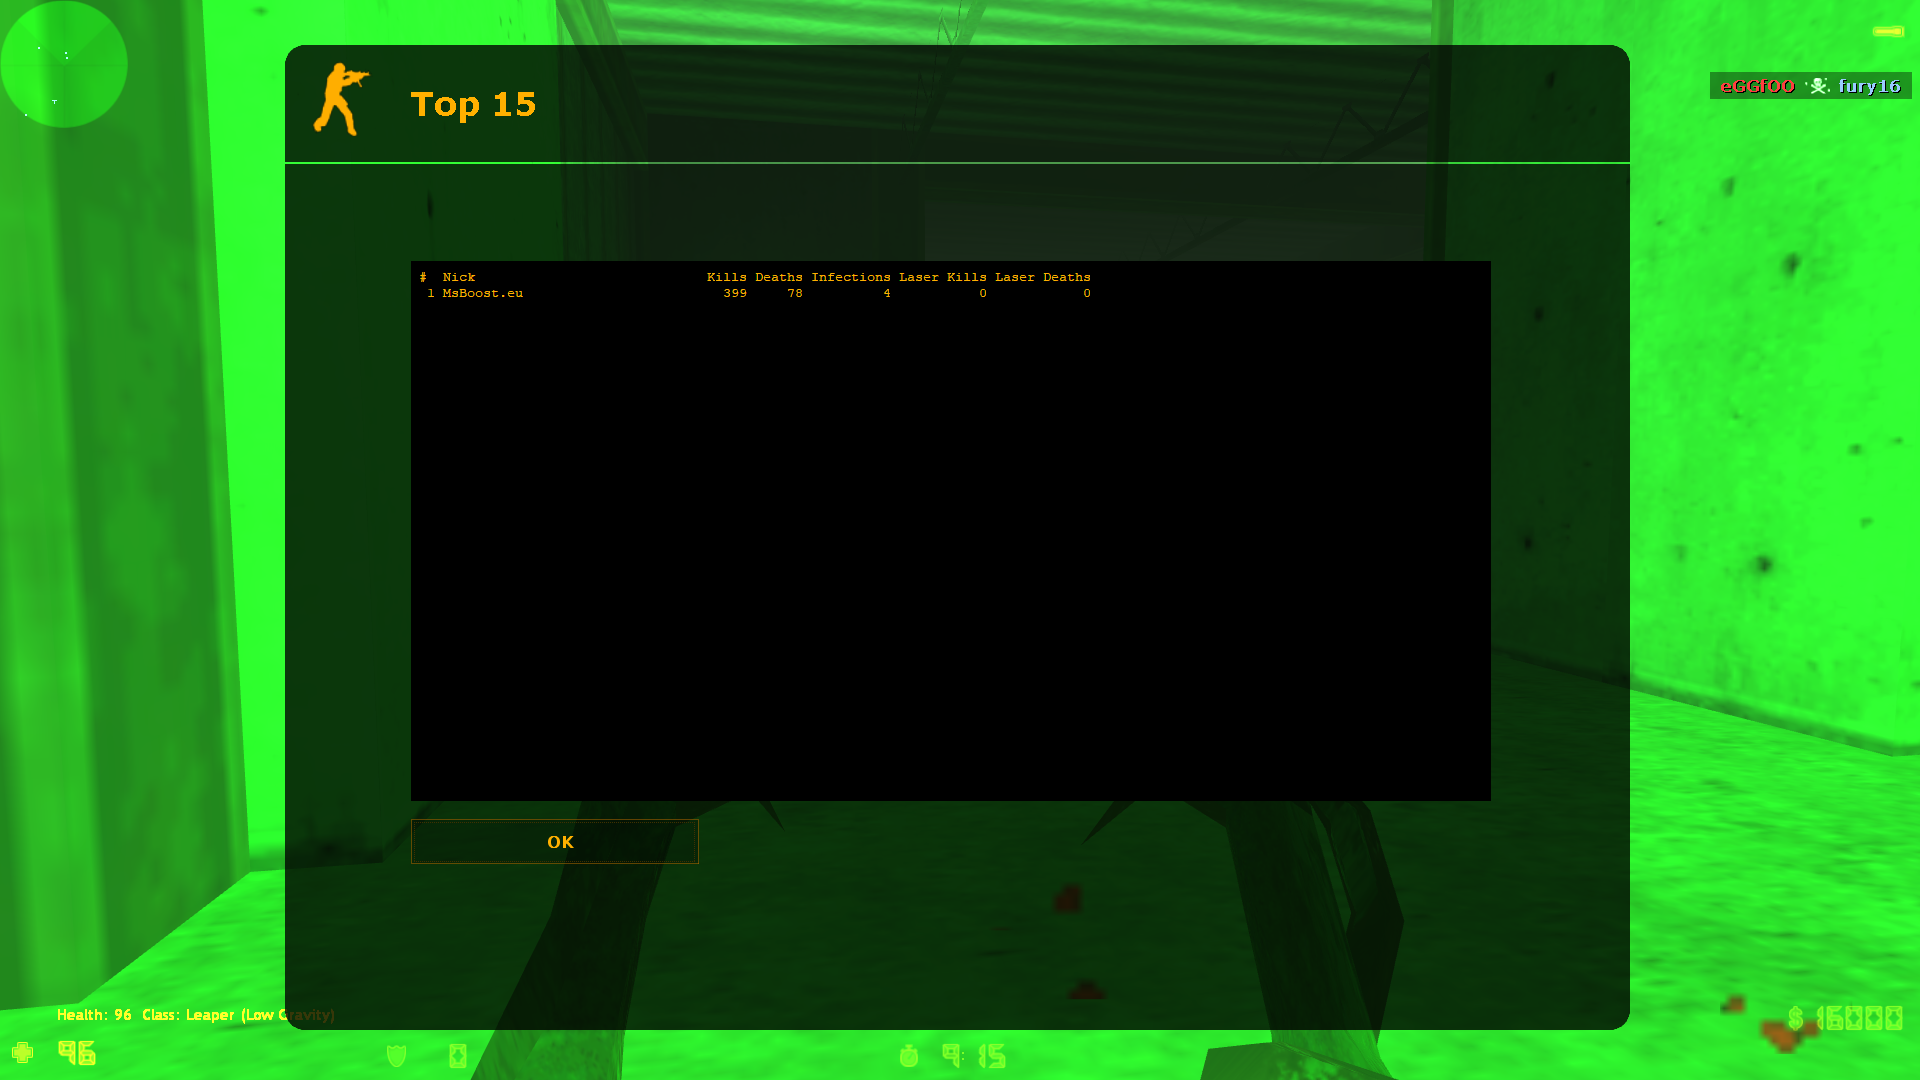 eGGfOO fury16
Top 15
# Nick Kills Deaths Infections Laser Kills Laser Deaths
1 MsBoost.eu 399 78 4 0 0
OK
Health: 96 Class: Leaper (Low Gravity)
$ 16000
96 0 9:15